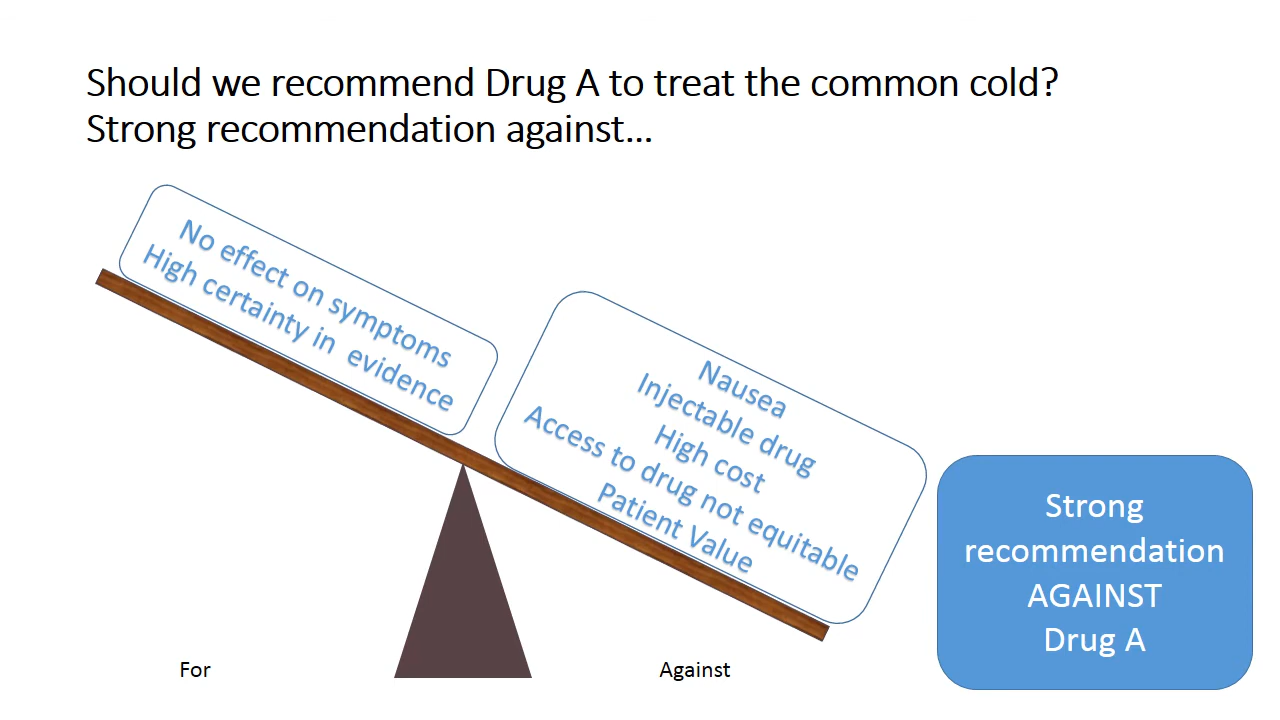 Should we recommend Drug A to treat the common cold?
Strong recommendation against...
No effect on symptoms
High certainty in evidence
Nausea
Injectable drug
High cost
Access to drug not equitable
Patient Value
Strong
recommendation
AGAINST
Drug A
For
Against